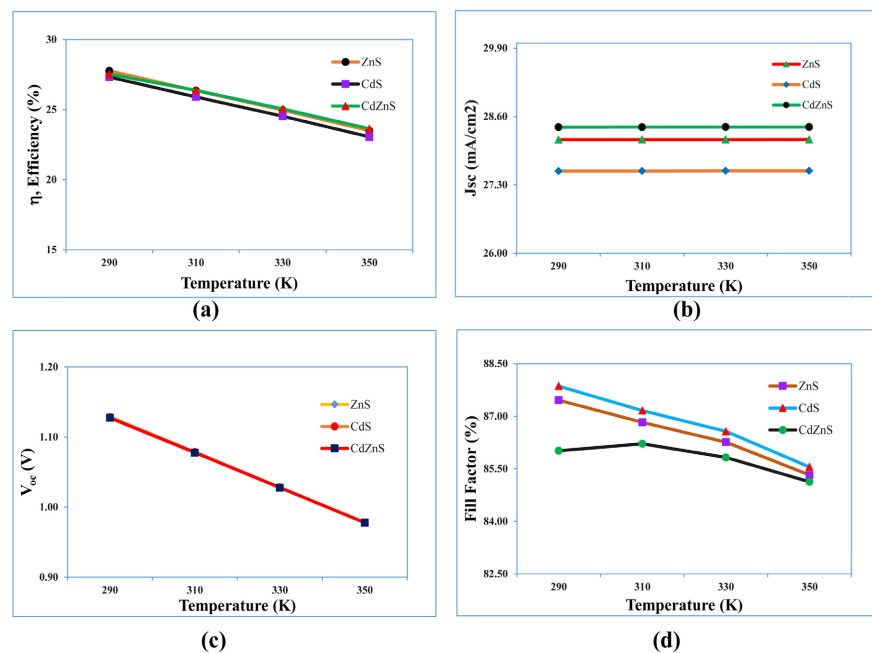 30
25
20
15
η, Efficiency (%)
ZnS
CdS
CdZnS
290 310 330 350
Temperature (K)
(a)
29.90
28.60
27.30
26.00
Jsc (mA/cm2)
ZnS
CdS
CdZnS
290 310 330 350
Temperature (K)
(b)
1.20
1.10
1.00
0.90
Voc (V)
ZnS
CdS
CdZnS
290 310 330 350
Temperature (K)
(c)
88.50
87.00
85.50
84.00
82.50
Fill Factor (%)
ZnS
CdS
CdZnS
290 310 330 350
Temperature (K)
(d)